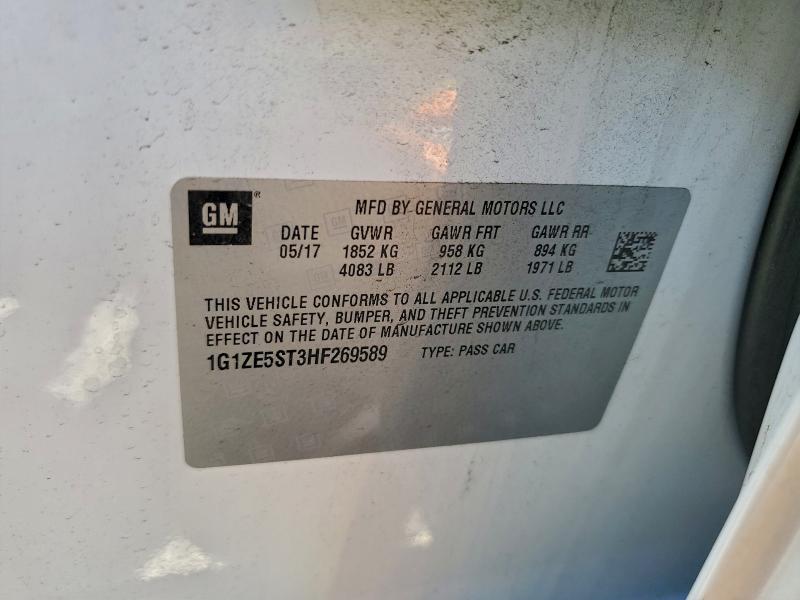 GM®
MFD BY GENERAL MOTORS LLC
DATE GVWR GAWR FRT GAWR RR
05/17 1852 KG 958 KG 894 KG
4083 LB 2112 LB 1971 LB
THIS VEHICLE CONFORMS TO ALL APPLICABLE U.S. FEDERAL MOTOR
VEHICLE SAFETY, BUMPER, AND THEFT PREVENTION STANDARDS IN
EFFECT ON THE DATE OF MANUFACTURE SHOWN ABOVE.
1G1ZE5ST3HF269589 TYPE: PASS CAR